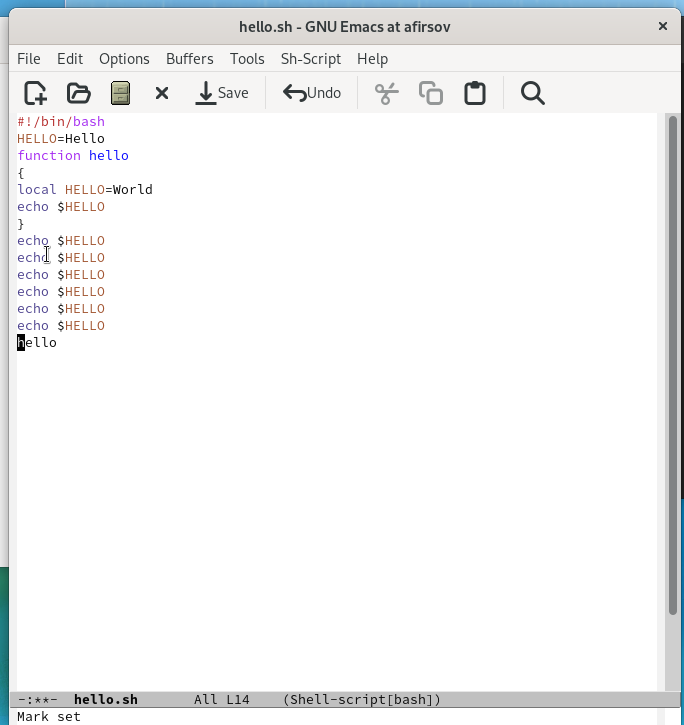 hello.sh - GNU Emacs at afirsov ×
File Edit Options Buffers Tools Sh-Script Help
Save Undo
#!/bin/bash
HELLO=Hello
function hello
{
local HELLO=World
echo $HELLO
}
echo $HELLO
echo $HELLO
echo $HELLO
echo $HELLO
echo $HELLO
echo $HELLO
hello
-:**- hello.sh All L14 (Shell-script[bash])
Mark set